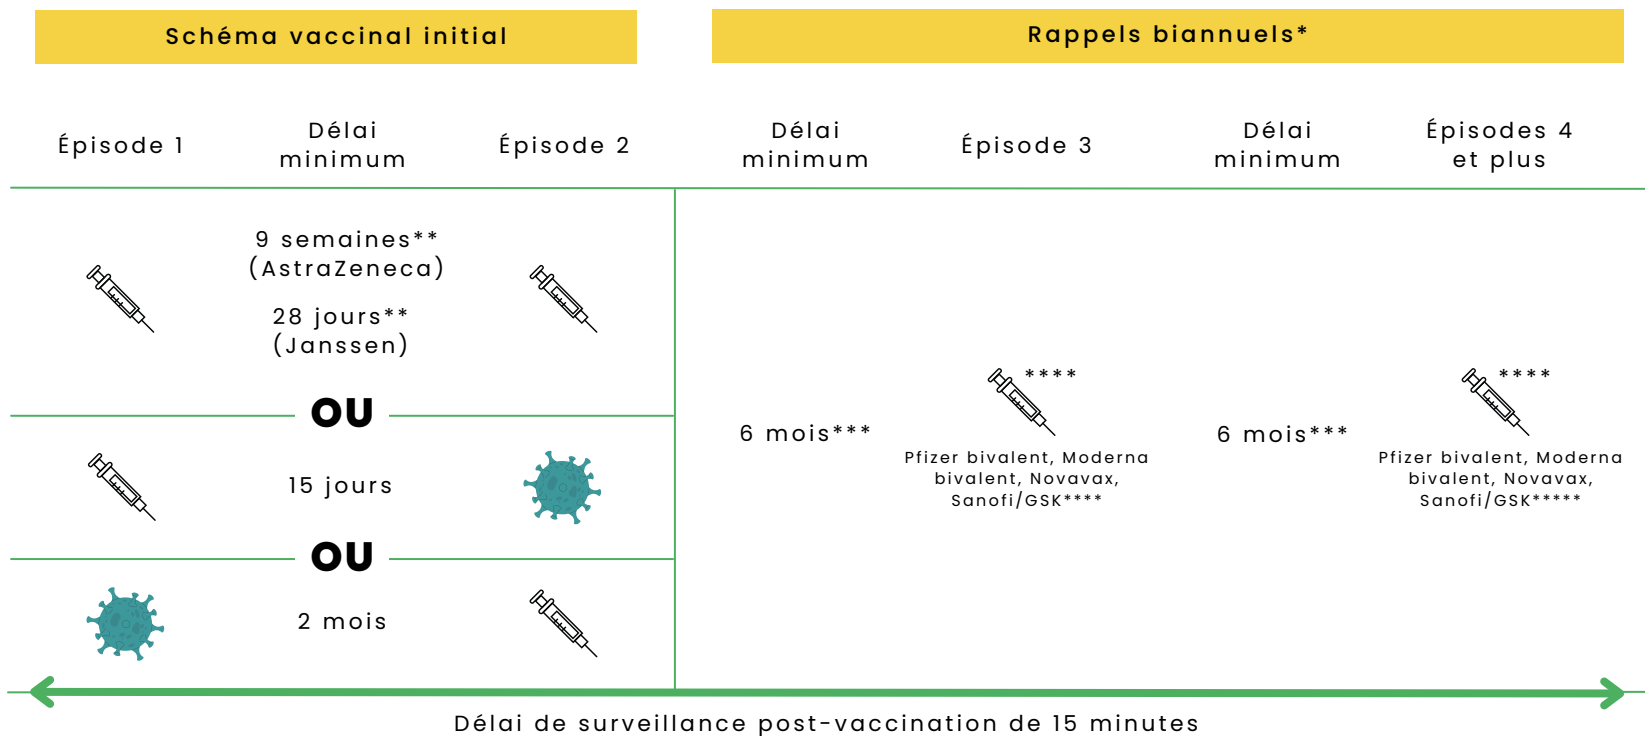 Schéma vaccinal initial
Rappels biannuels*
Épisode 1
Délai
minimum
Épisode 2
Délai
minimum
Épisode 3
Délai
minimum
Épisodes 4
et plus
9 semaines**
(AstraZeneca)
28 jours**
(Janssen)
OU
15 jours
OU
2 mois
6 mois***
****
Pfizer bivalent, Moderna
bivalent, Novavax,
Sanofi/GSK****
6 mois***
****
Pfizer bivalent, Moderna
bivalent, Novavax,
Sanofi/GSK*****
Délai de surveillance post-vaccination de 15 minutes